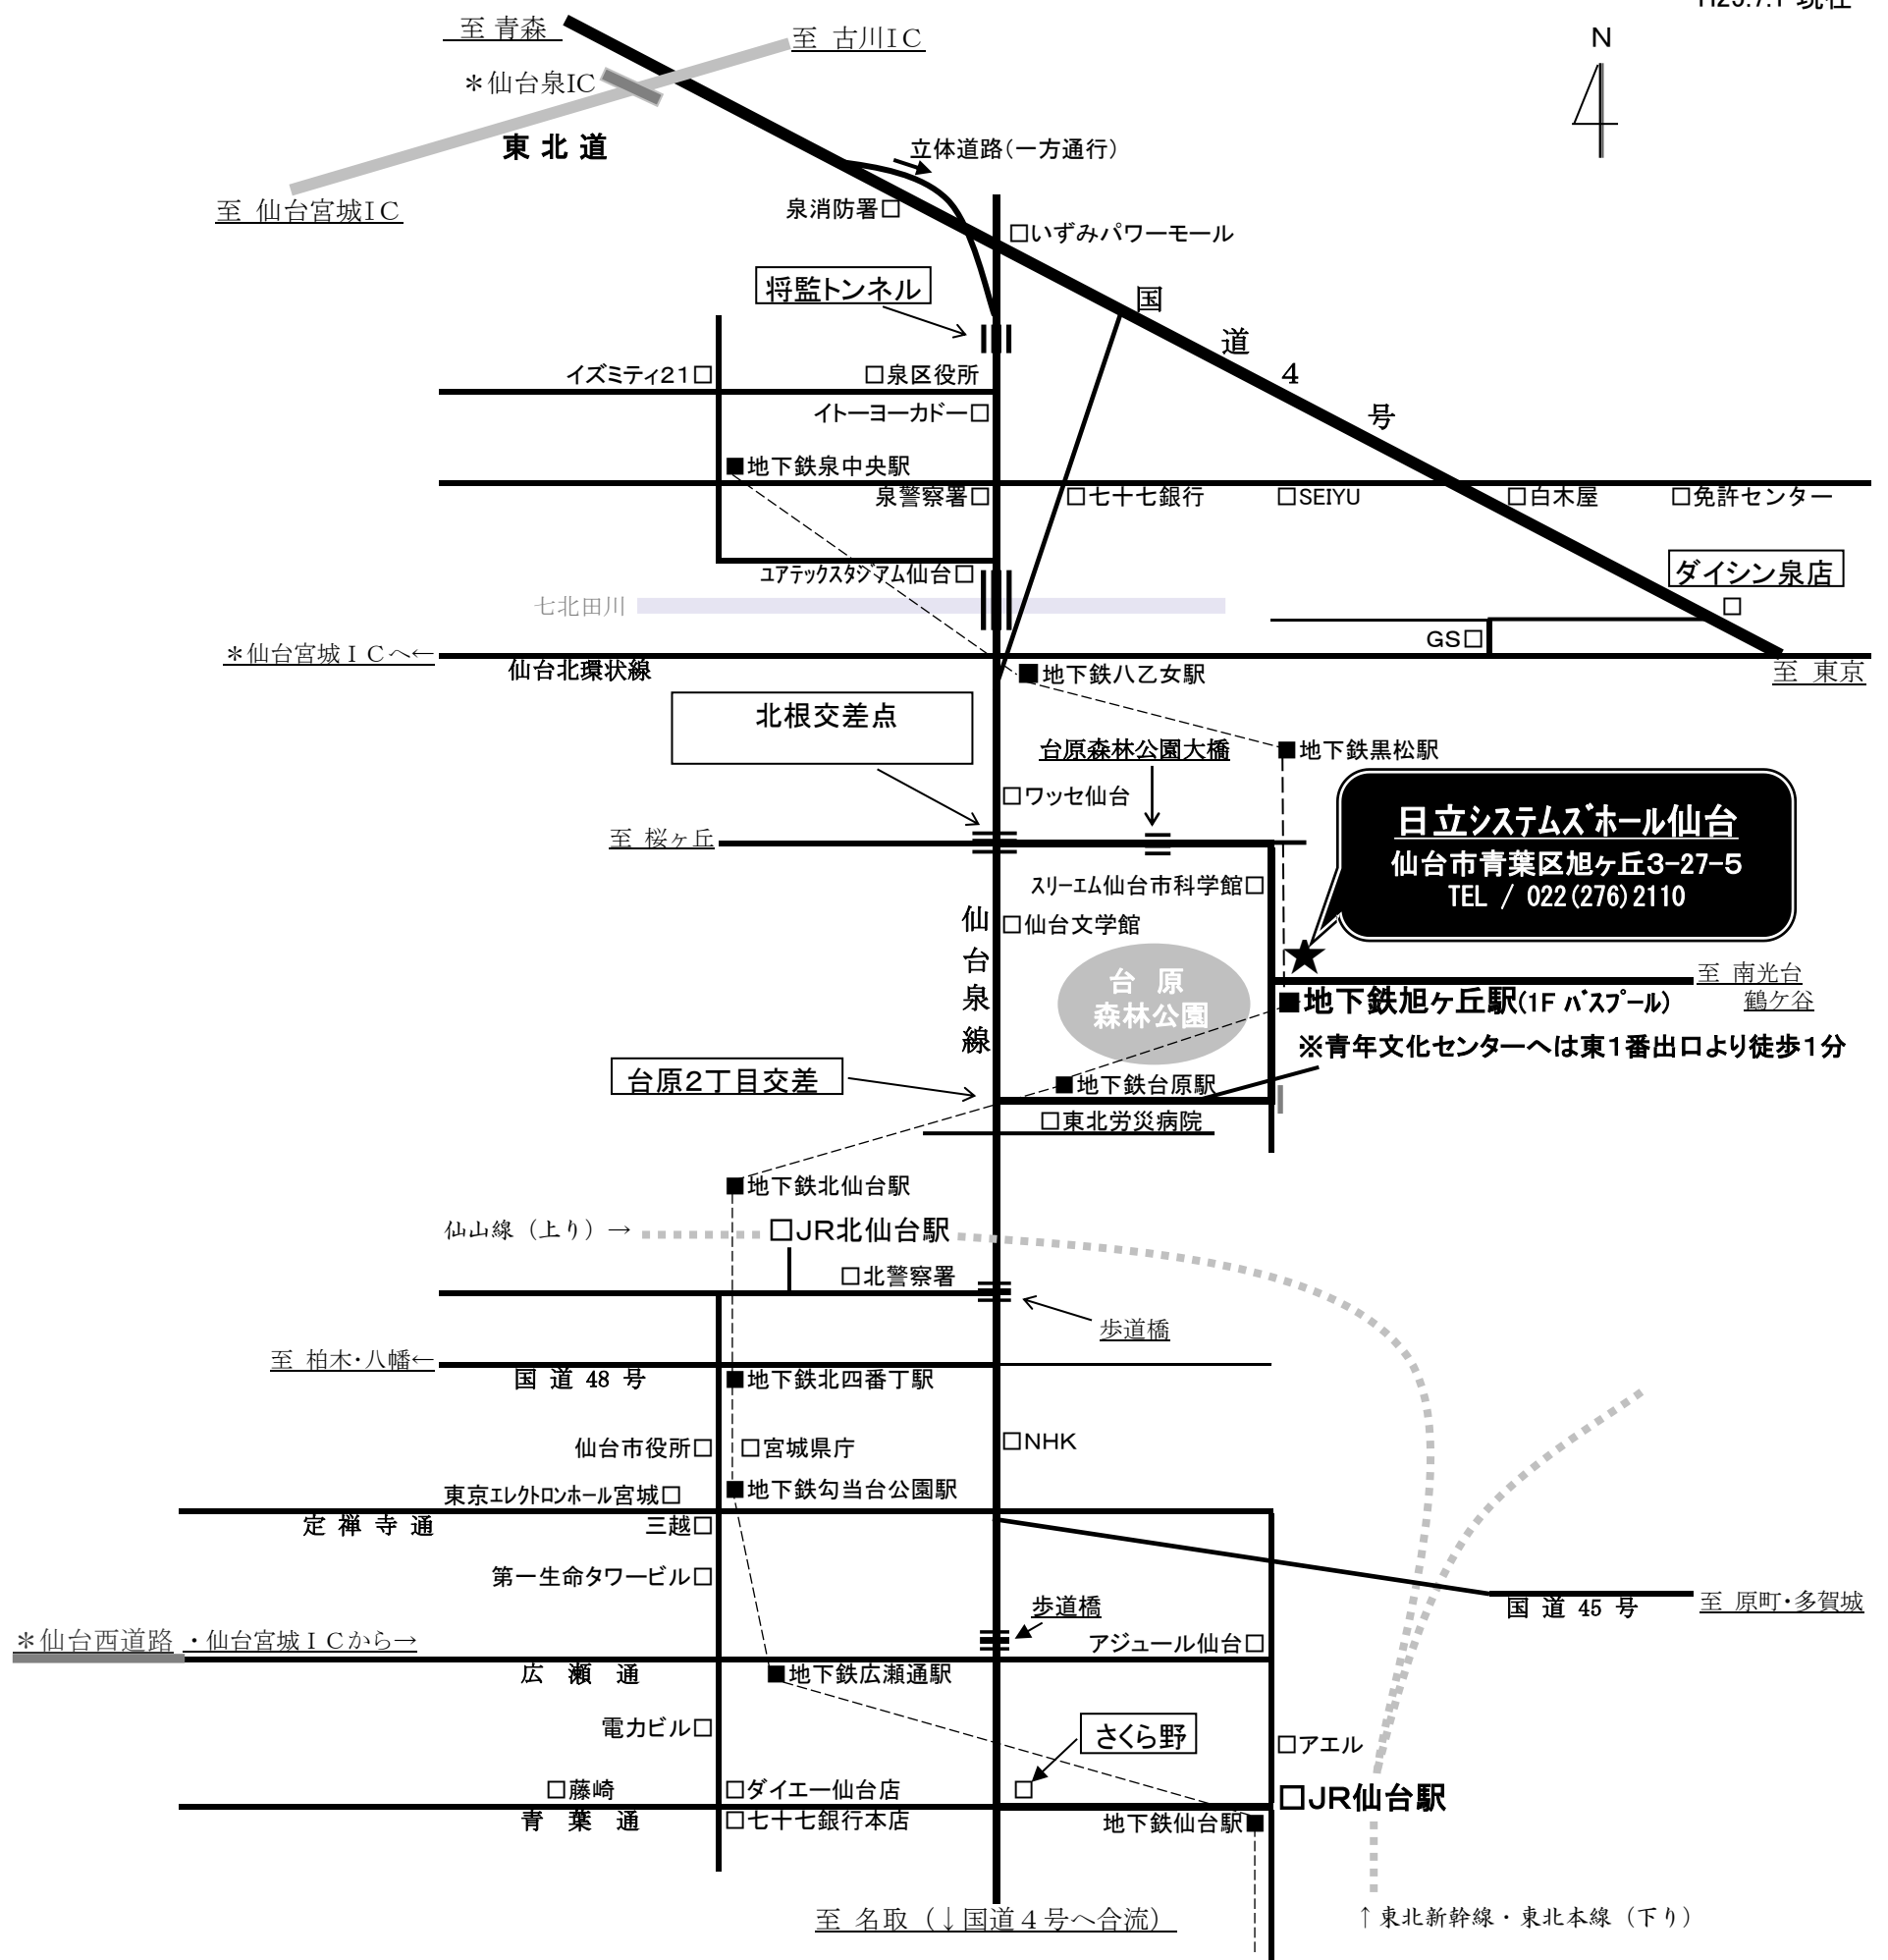 至 青森
至 古川IC
N
＊仙台泉IC
東北道
立体道路(一方通行)
至 仙台宮城IC
泉消防署□
□いずみパワーモール
将監トンネル
国道4号
イズミティ21□
□泉区役所
イトーヨーカドー□
■地下鉄泉中央駅
泉警察署□
□七十七銀行
□SEIYU
□白木屋
□免許センター
ユアテックスタジアム仙台□
ダイシン泉店
七北田川
GS□
＊仙台宮城ＩＣへ←
仙台北環状線
■地下鉄八乙女駅
至 東京
北根交差点
台原森林公園大橋
■地下鉄黒松駅
□ワッセ仙台
日立システムズホール仙台
仙台市青葉区旭ヶ丘3-27-5
TEL / 022(276)2110
至 桜ヶ丘
スリーエム仙台市科学館□
□仙台文学館
仙台泉線
台 原
森林公園
★
至 南光台
鶴ケ谷
■地下鉄旭ヶ丘駅(1F バスプール)
※青年文化センターへは東1番出口より徒歩1分
台原2丁目交差
■地下鉄台原駅
□東北労災病院
■地下鉄北仙台駅
仙山線（上り）→
□JR北仙台駅
□北警察署
歩道橋
至 柏木・八幡←
国 道 48 号
■地下鉄北四番丁駅
仙台市役所□
□宮城県庁
□NHK
東京エレクトロンホール宮城□
■地下鉄勾当台公園駅
定 禅 寺 通
三越□
第一生命タワービル□
国 道 45 号
至 原町・多賀城
歩道橋
＊仙台西道路 ・仙台宮城ＩＣから→
アジュール仙台□
広 瀬 通
■地下鉄広瀬通駅
電力ビル□
さくら野
□アエル
□藤崎
□ダイエー仙台店
□JR仙台駅
青 葉 通
□七十七銀行本店
地下鉄仙台駅■
至 名取（↓国道４号へ合流）
↑東北新幹線・東北本線（下り）